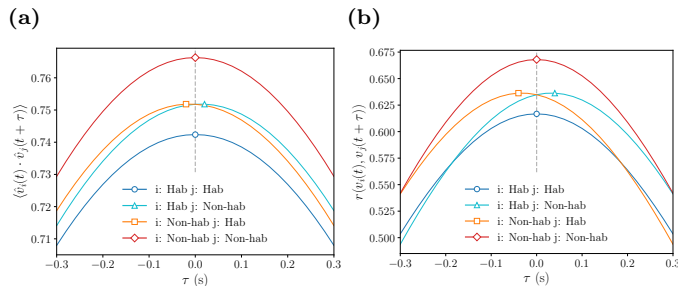 (a)
(b)
0.76
0.75
0.74
0.73
0.72
0.71
⟨v̂ᵢ(t) · v̂ⱼ(t + τ)⟩
i: Hab j: Hab
i: Hab j: Non-hab
i: Non-hab j: Hab
i: Non-hab j: Non-hab
−0.3 −0.2 −0.1 0.0 0.1 0.2 0.3
τ (s)
0.675
0.650
0.625
0.600
0.575
0.550
0.525
0.500
r(vᵢ(t), vⱼ(t + τ))
i: Hab j: Hab
i: Hab j: Non-hab
i: Non-hab j: Hab
i: Non-hab j: Non-hab
−0.3 −0.2 −0.1 0.0 0.1 0.2 0.3
τ (s)